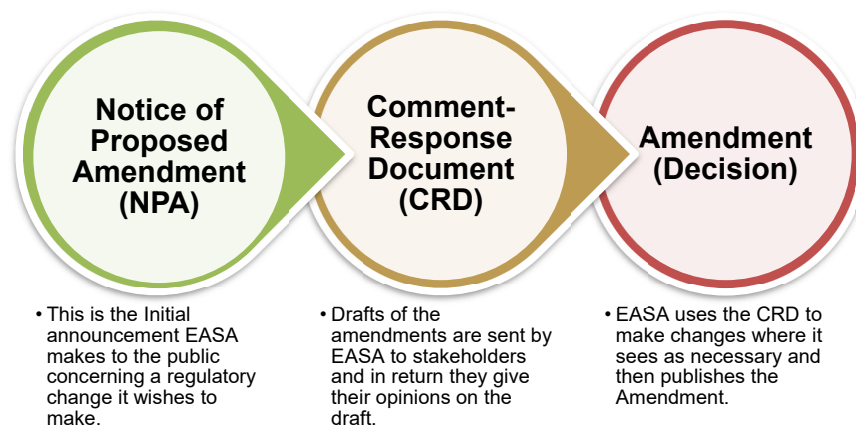 Notice of
Proposed
Amendment
(NPA)
• This is the Initial
announcement EASA
makes to the public
concerning a regulatory
change it wishes to
make.
Comment-
Response
Document
(CRD)
• Drafts of the
amendments are sent by
EASA to stakeholders
and in return they give
their opinions on the
draft.
Amendment
(Decision)
• EASA uses the CRD to
make changes where it
sees as necessary and
then publishes the
Amendment.